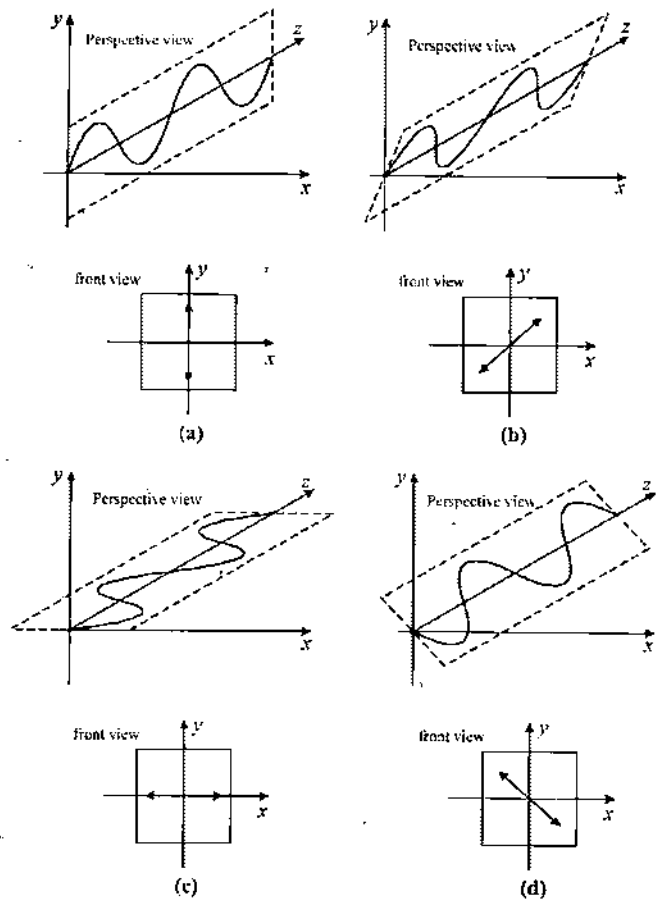 y
Perspective view
z
x
y
Perspective view
z
x
front view
y
x
(a)
front view
y
x
(b)
y
Perspective view
z
x
y
Perspective view
z
x
front view
y
x
(c)
front view
y
x
(d)